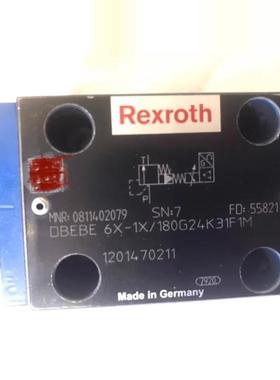 Rexroth
T
P
MNR: 0811402079 SN:7 FD: 55821
DBEBE 6X-1X/180G24K31F1M
1201470211
Made in Germany